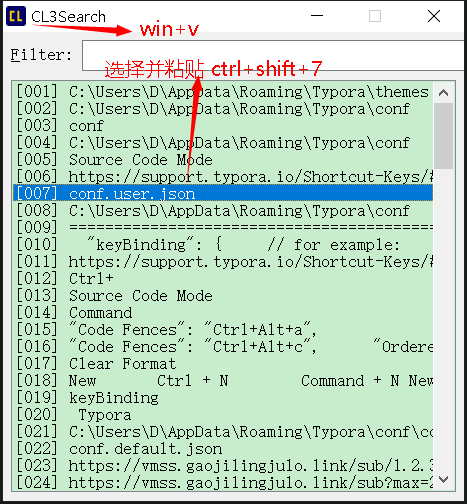 CL3Search
win+v
Filter:
选择并粘贴 ctrl+shift+7
[001] C:\Users\D\AppData\Roaming\Typora\themes
[002] C:\Users\D\AppData\Roaming\Typora\conf
[003] conf
[004] C:\Users\D\AppData\Roaming\Typora\conf
[005] Source Code Mode
[006] https://support.typora.io/Shortcut-Keys/#
[007] conf.user.json
[008] C:\Users\D\AppData\Roaming\Typora\conf
[009] ========================================
[010] "keyBinding": { // for example:
[011] https://support.typora.io/Shortcut-Keys/#
[012] Ctrl+
[013] Source Code Mode
[014] Command
[015] "Code Fences": "Ctrl+Alt+a",
[016] "Code Fences": "Ctrl+Alt+c", "Ordere
[017] Clear Format
[018] New Ctrl + N Command + N New
[019] keyBinding
[020] Typora
[021] C:\Users\D\AppData\Roaming\Typora\conf\co
[022] conf.default.json
[023] https://vmss.gaojilingjulo.link/sub/1.2.3
[024] https://vmss.gaojilingjulo.link/sub?max=2